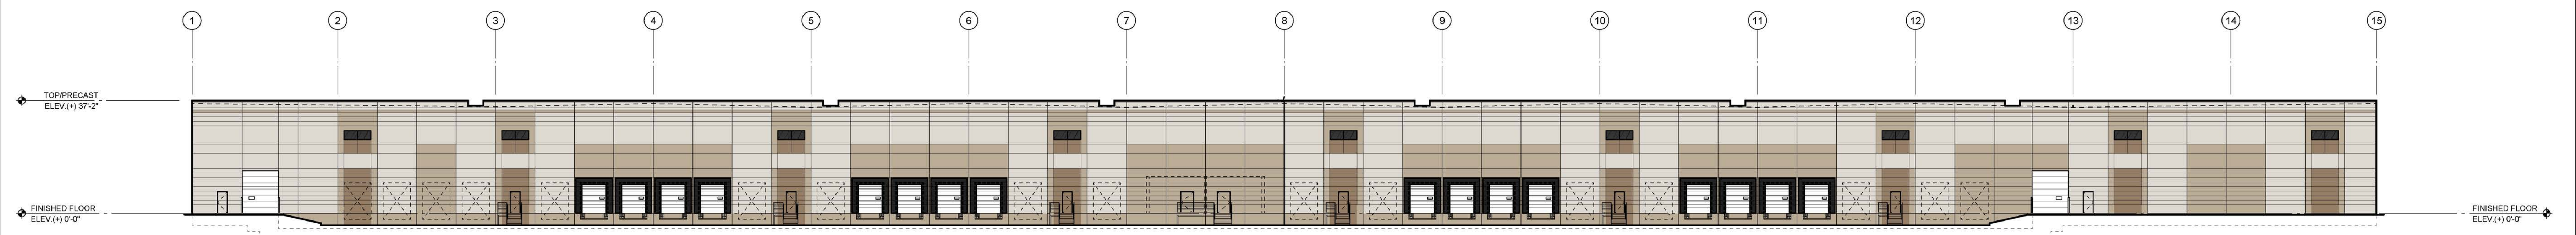 1 2 3 4 5 6 7 8 9 10 11 12 13 14 15
TOP/PRECAST
ELEV.(+) 37'-2"
FINISHED FLOOR
ELEV.(+) 0'-0"
FINISHED FLOOR
ELEV.(+) 0'-0"